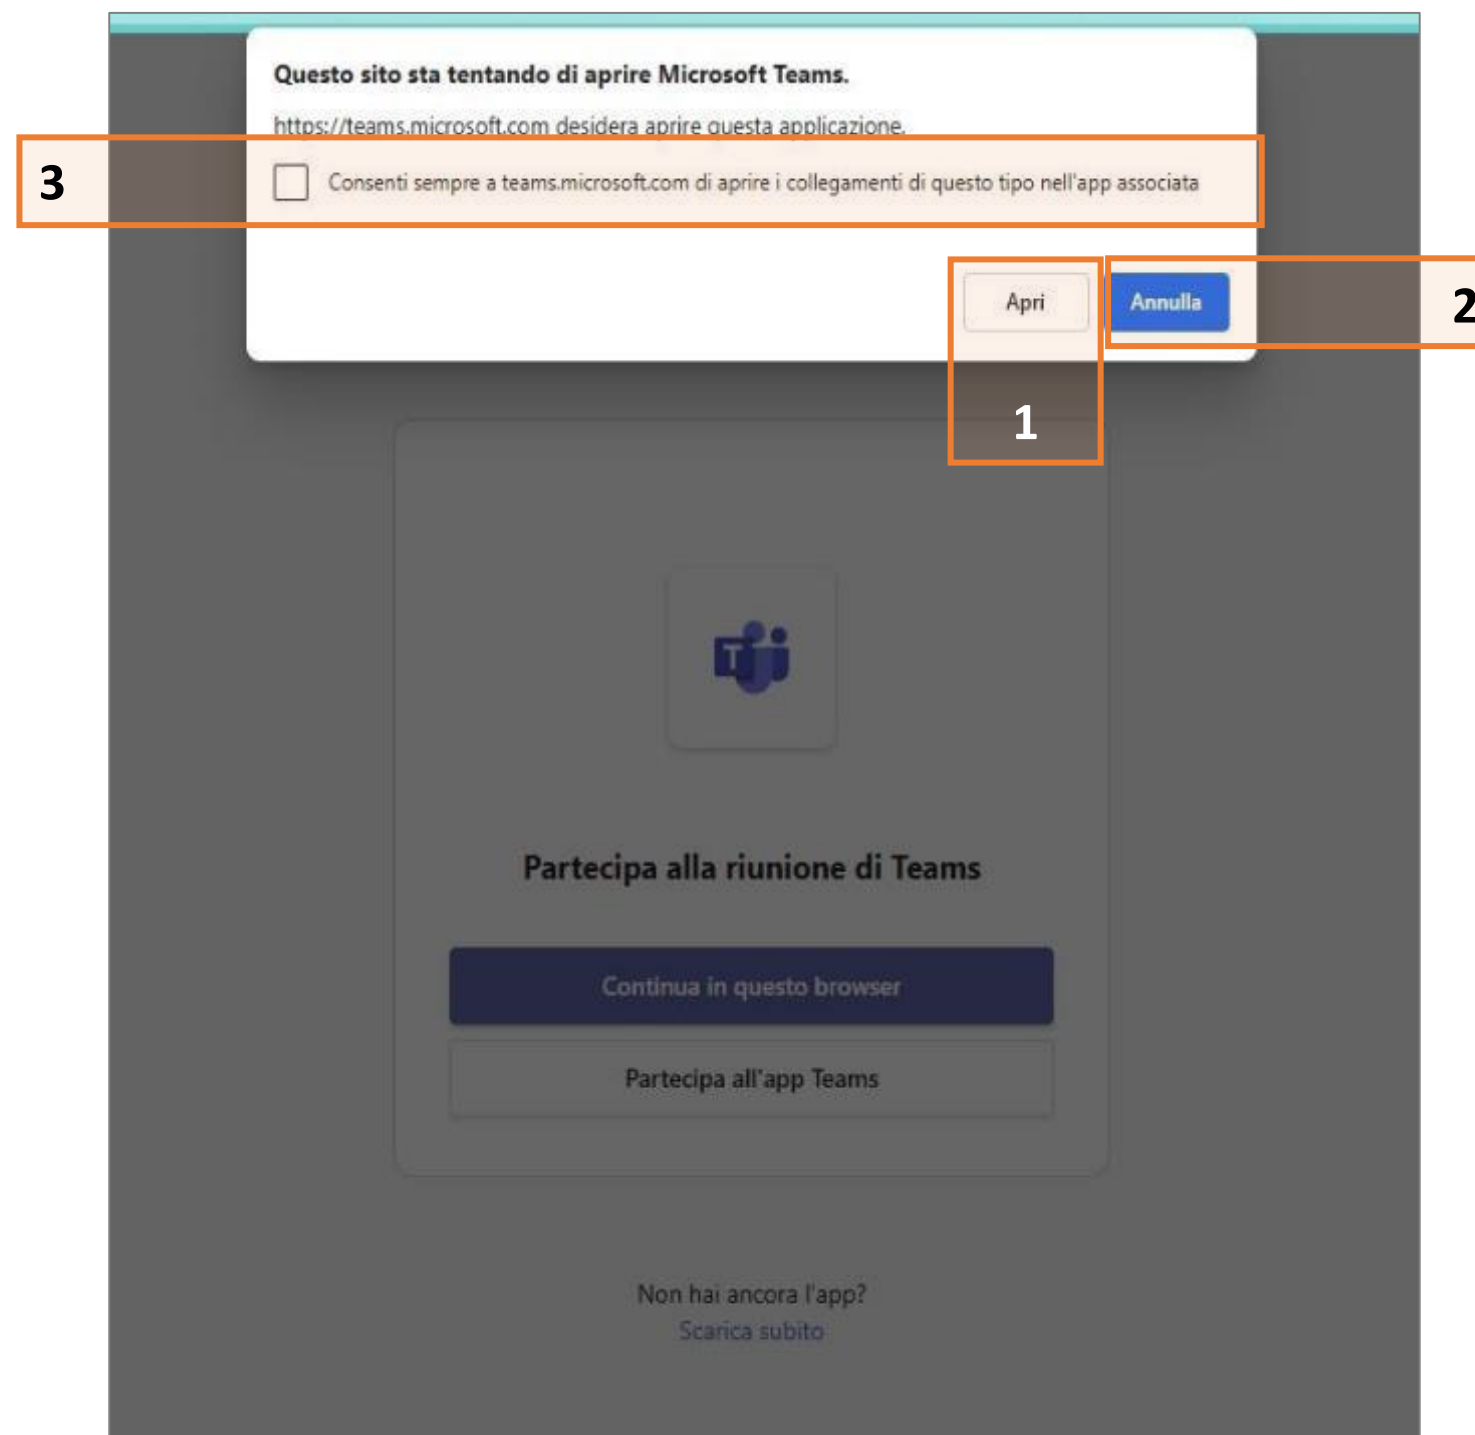 Questo sito sta tentando di aprire Microsoft Teams.
https://teams.microsoft.com desidera aprire questa applicazione.
3
Consenti sempre a teams.microsoft.com di aprire i collegamenti di questo tipo nell'app associata
Apri
Annulla
2
1
T
Partecipa alla riunione di Teams
Continua in questo browser
Partecipa all'app Teams
Non hai ancora l'app?
Scarica subito